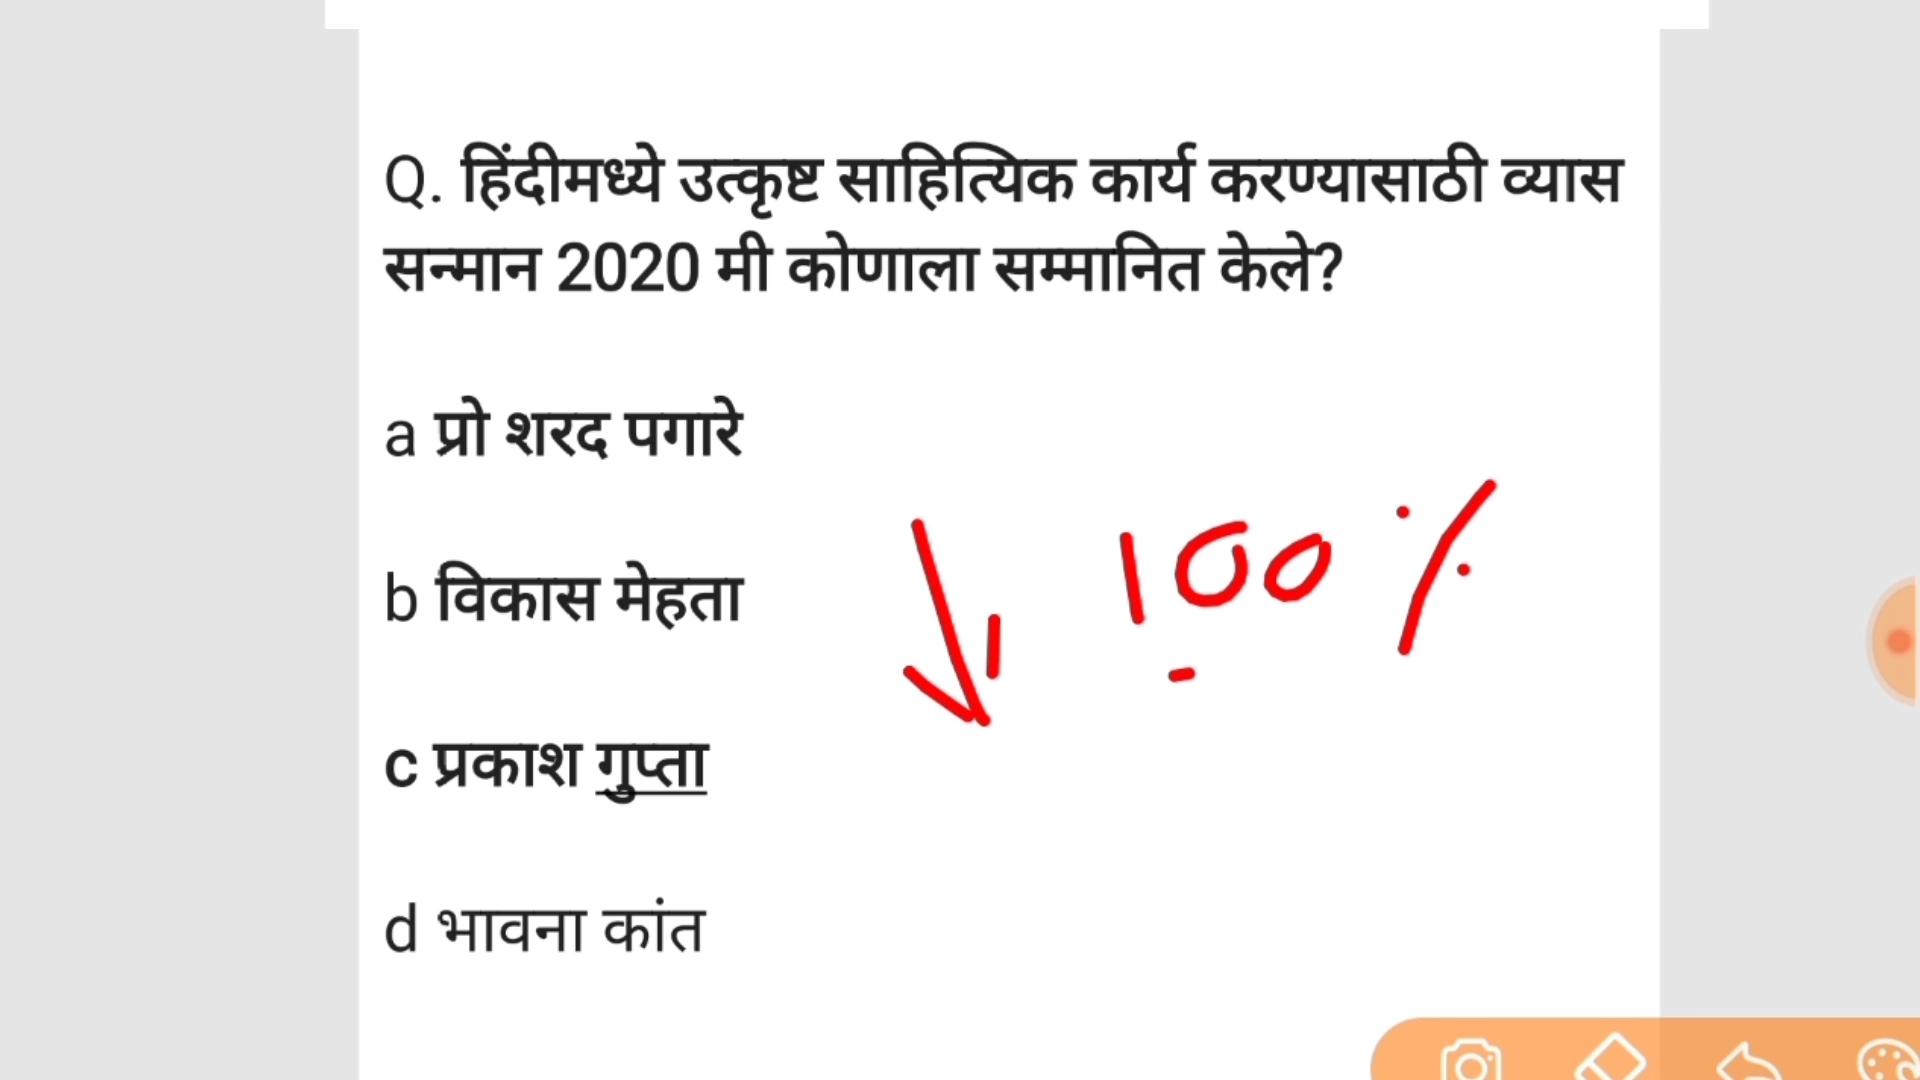 Q. हिंदीमध्ये उत्कृष्ट साहित्यिक कार्य करण्यासाठी व्यास
सन्मान 2020 मी कोणाला सम्मानित केले?
a प्रो शरद पगारे
b विकास मेहता
100 %
c प्रकाश गुप्ता
d भावना कांत